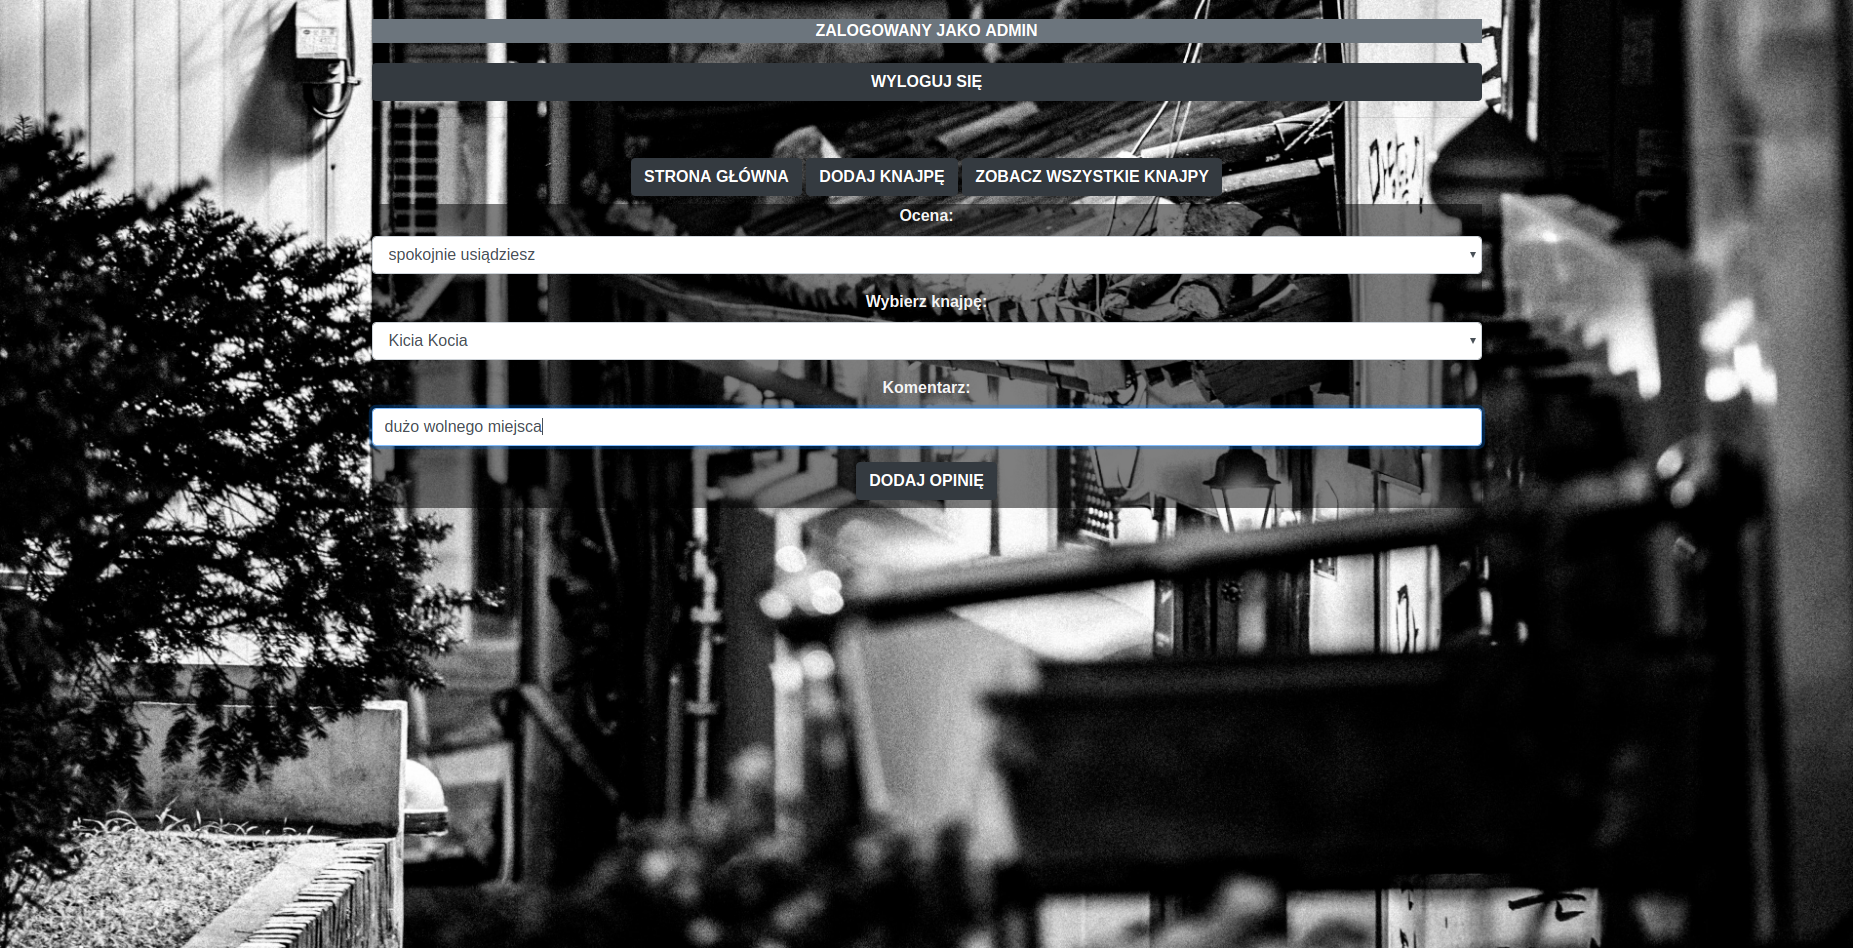 ZALOGOWANY JAKO ADMIN
WYLOGUJ SIĘ
STRONA GŁÓWNA DODAJ KNAJPĘ ZOBACZ WSZYSTKIE KNAJPY
Ocena:
spokojnie usiądziesz
Wybierz knajpę:
Kicia Kocia
Komentarz:
dużo wolnego miejsca
DODAJ OPINIĘ